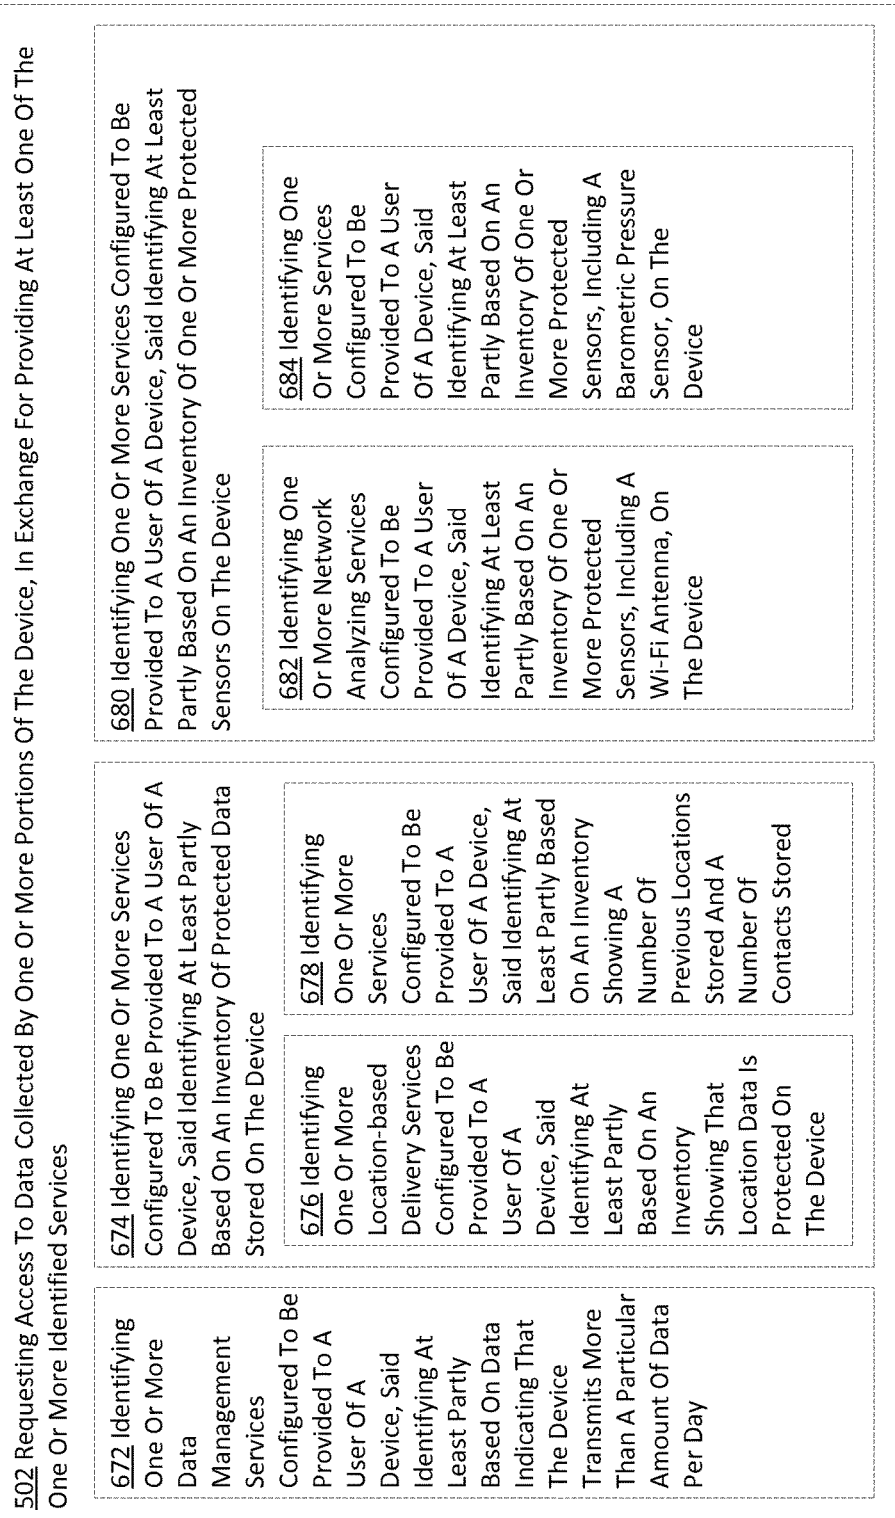 502 Requesting Access To Data Collected By One Or More Portions Of The Device, In Exchange For Providing At Least One Of The
One Or More Identified Services
672 Identifying
One Or More
Data
Management
Services
Configured To Be
Provided To A
User Of A
Device, Said
Identifying At
Least Partly
Based On Data
Indicating That
The Device
Transmits More
Than A Particular
Amount Of Data
Per Day
674 Identifying One Or More Services
Configured To Be Provided To A User Of A
Device, Said Identifying At Least Partly
Based On An Inventory Of Protected Data
Stored On The Device
676 Identifying
One Or More
Location-based
Delivery Services
Configured To Be
Provided To A
User Of A
Device, Said
Identifying At
Least Partly
Based On An
Inventory
Showing That
Location Data Is
Protected On
The Device
678 Identifying
One Or More
Services
Configured To Be
Provided To A
User Of A Device,
Said Identifying At
Least Partly Based
On An Inventory
Showing A
Number Of
Previous Locations
Stored And A
Number Of
Contacts Stored
680 Identifying One Or More Services Configured To Be
Provided To A User Of A Device, Said Identifying At Least
Partly Based On An Inventory Of One Or More Protected
Sensors On The Device
682 Identifying One
Or More Network
Analyzing Services
Configured To Be
Provided To A User
Of A Device, Said
Identifying At Least
Partly Based On An
Inventory Of One Or
More Protected
Sensors, Including A
Wi-Fi Antenna, On
The Device
684 Identifying One
Or More Services
Configured To Be
Provided To A User
Of A Device, Said
Identifying At Least
Partly Based On An
Inventory Of One Or
More Protected
Sensors, Including A
Barometric Pressure
Sensor, On The
Device